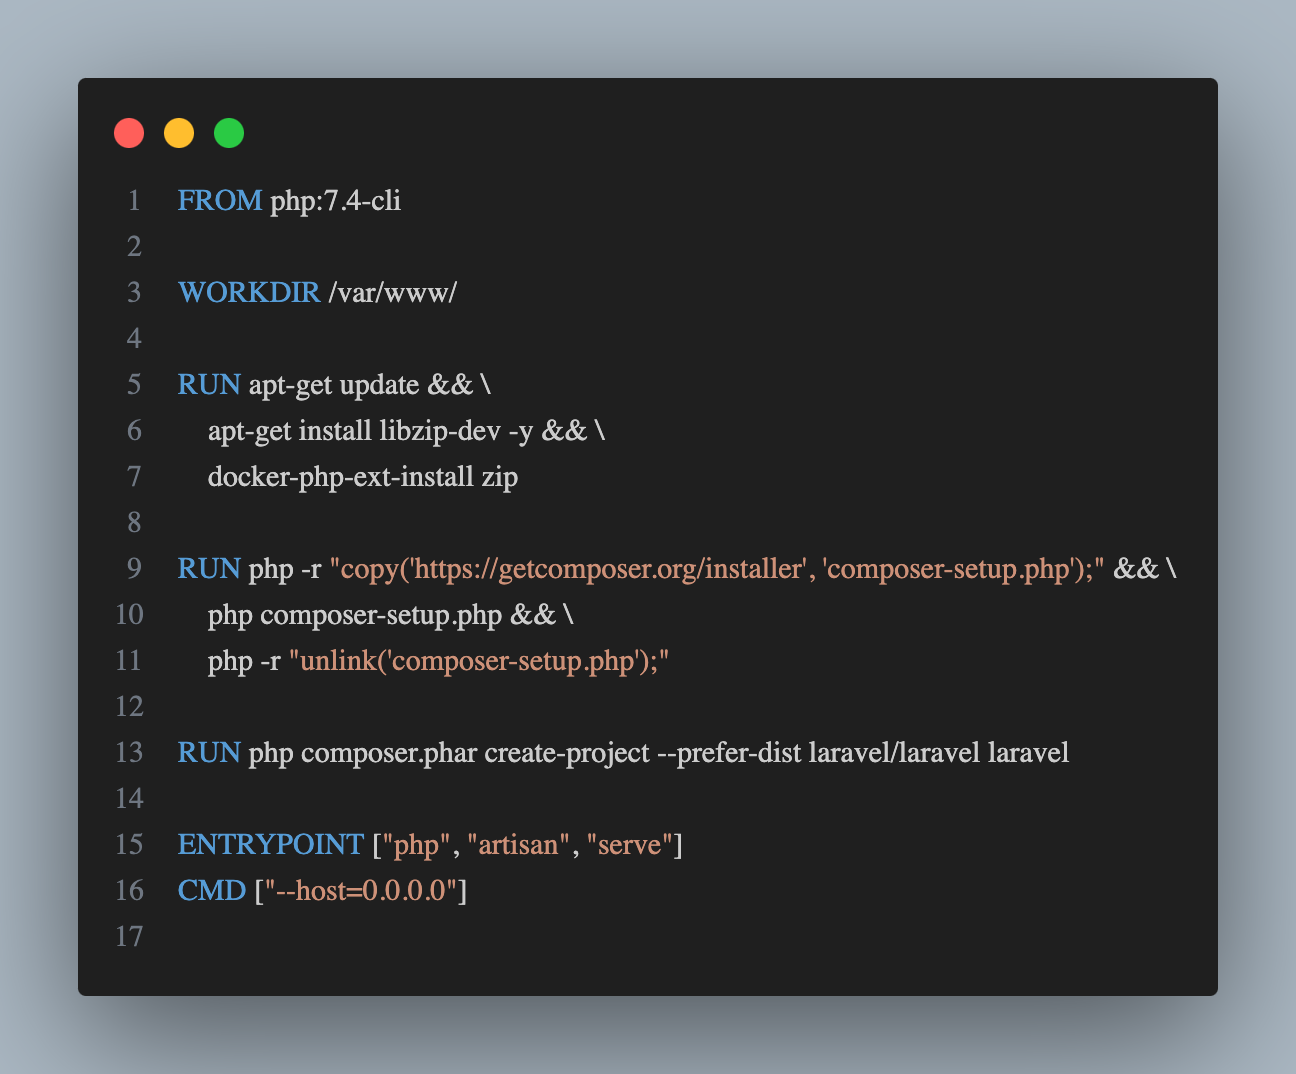 1 FROM php:7.4-cli
2
3 WORKDIR /var/www/
4
5 RUN apt-get update && \
6     apt-get install libzip-dev -y && \
7     docker-php-ext-install zip
8
9 RUN php -r "copy('https://getcomposer.org/installer', 'composer-setup.php');" && \
10     php composer-setup.php && \
11     php -r "unlink('composer-setup.php');"
12
13 RUN php composer.phar create-project --prefer-dist laravel/laravel laravel
14
15 ENTRYPOINT ["php", "artisan", "serve"]
16 CMD ["--host=0.0.0.0"]
17